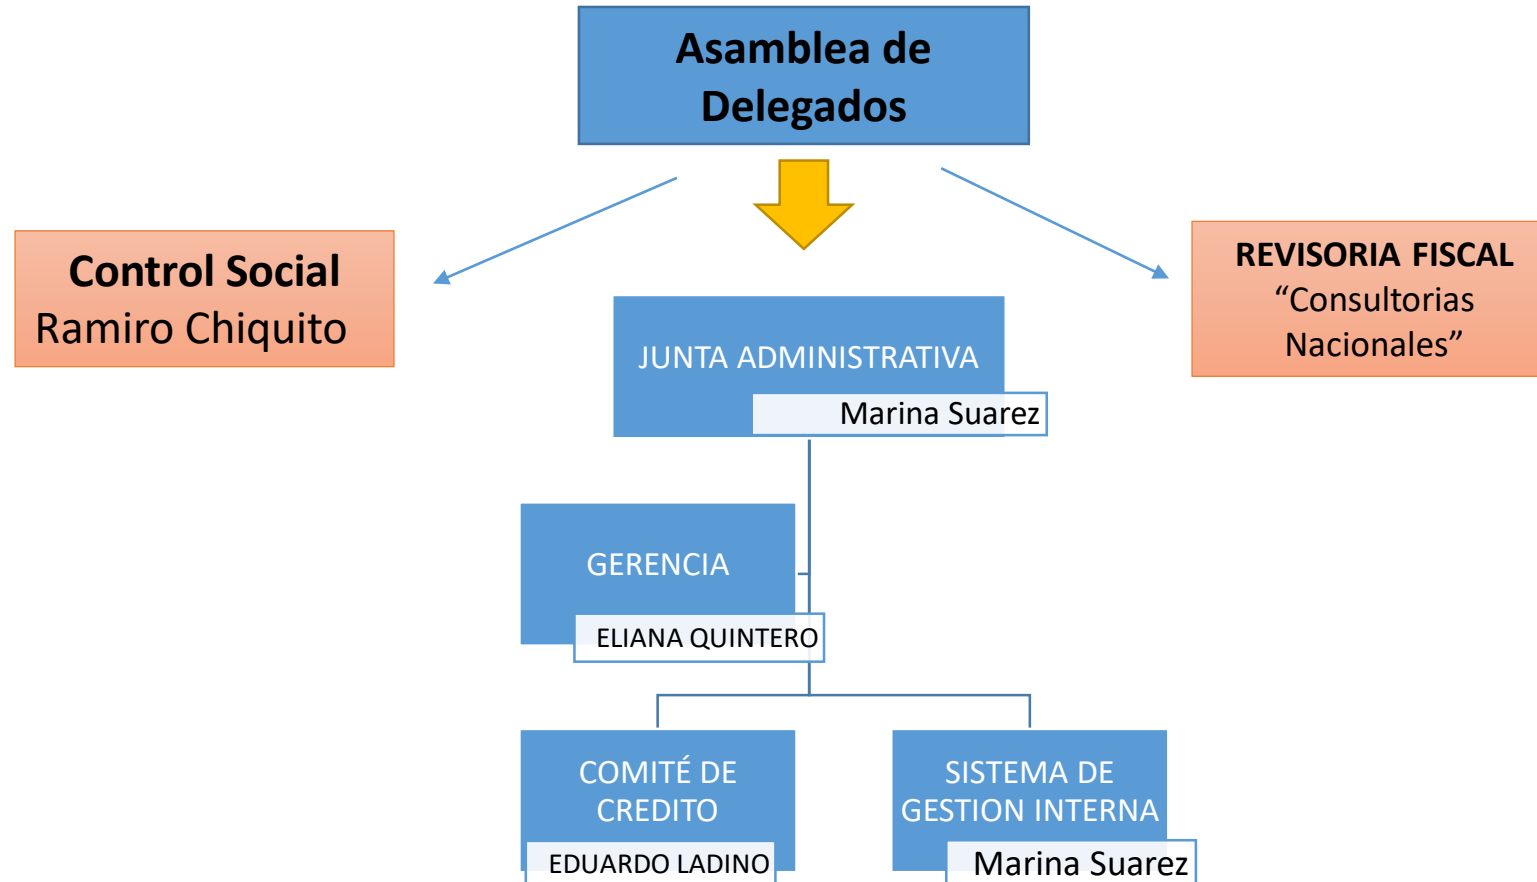 Asamblea de
Delegados
Control Social
Ramiro Chiquito
REVISORIA FISCAL
“Consultorias
Nacionales”
JUNTA ADMINISTRATIVA
Marina Suarez
GERENCIA
ELIANA QUINTERO
COMITÉ DE
CREDITO
EDUARDO LADINO
SISTEMA DE
GESTION INTERNA
Marina Suarez